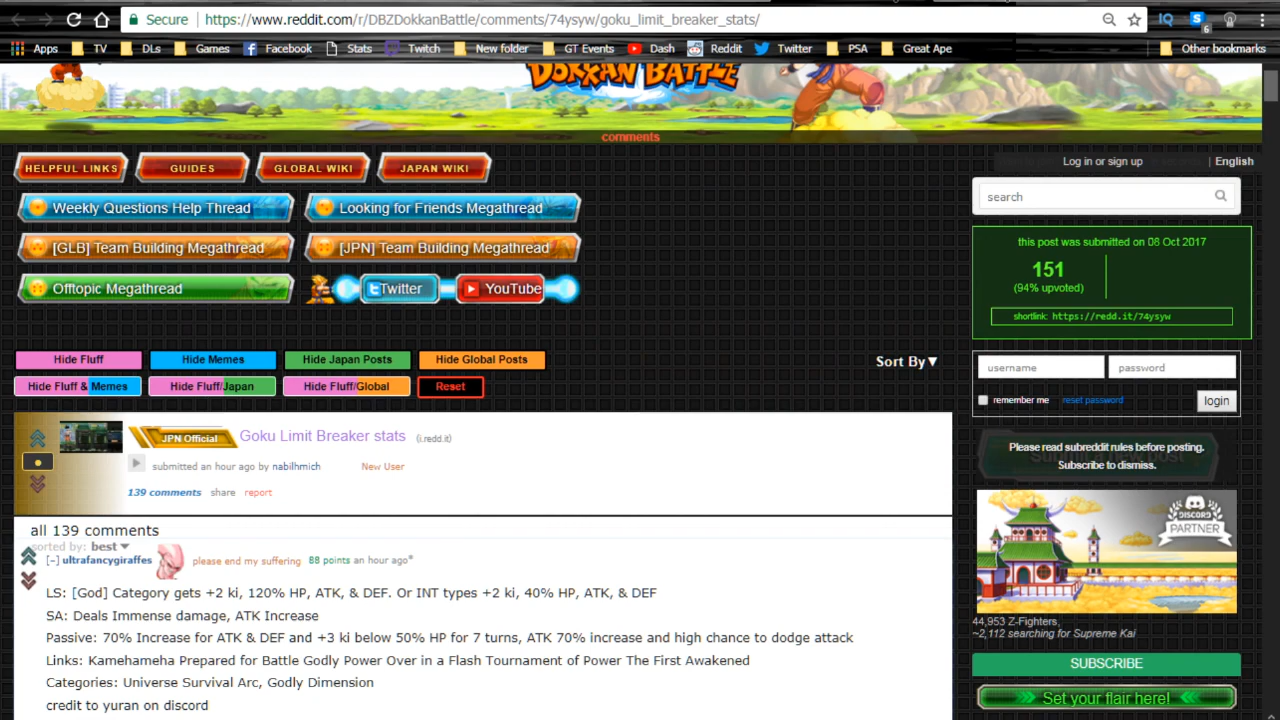 Secure https://www.reddit.com/r/DBZDokkanBattle/comments/74ysyw/goku_limit_breaker_stats/
IQ S 6
Apps TV DLs Games Facebook Stats Twitch New folder GT Events Dash Reddit Twitter PSA Great Ape Other bookmarks
DOKKAN BATTLE
comments
HELPFUL LINKS GUIDES GLOBAL WIKI JAPAN WIKI
Log in or sign up | English
Weekly Questions Help Thread Looking for Friends Megathread
search
[GLB] Team Building Megathread [JPN] Team Building Megathread
this post was submitted on 08 Oct 2017
151
(94% upvoted)
shortlink: https://redd.it/74ysyw
Offtopic Megathread Twitter YouTube
Hide Fluff Hide Memes Hide Japan Posts Hide Global Posts
Sort By▼
Hide Fluff & Memes Hide Fluff/Japan Hide Fluff/Global Reset
username password
remember me reset password login
JPN Official Goku Limit Breaker stats (i.redd.it)
submitted an hour ago by nabilhmich New User
139 comments share report
Please read subreddit rules before posting.
Subscribe to dismiss.
DISCORD
PARTNER
all 139 comments
sorted by: best
[–] ultrafancygiraffes please end my suffering 88 points an hour ago*
LS: [God] Category gets +2 ki, 120% HP, ATK, & DEF. Or INT types +2 ki, 40% HP, ATK, & DEF
SA: Deals Immense damage, ATK Increase
Passive: 70% Increase for ATK & DEF and +3 ki below 50% HP for 7 turns, ATK 70% increase and high chance to dodge attack
Links: Kamehameha Prepared for Battle Godly Power Over in a Flash Tournament of Power The First Awakened
Categories: Universe Survival Arc, Godly Dimension
credit to yuran on discord
44,953 Z-Fighters,
~2,112 searching for Supreme Kai
SUBSCRIBE
Set your flair here!